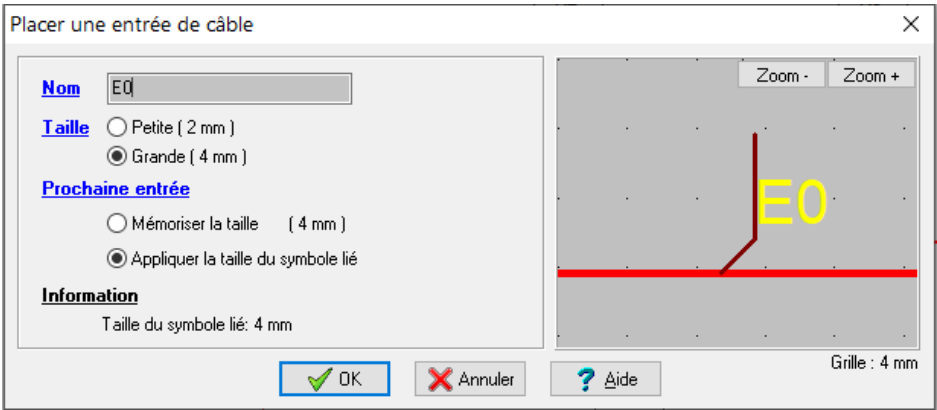 Placer une entrée de câble
Nom E0
Taille Petite ( 2 mm )
Grande ( 4 mm )
Prochaine entrée
Mémoriser la taille ( 4 mm )
Appliquer la taille du symbole lié
Information
Taille du symbole lié: 4 mm
Zoom - Zoom +
E0
Grille : 4 mm
OK Annuler ? Aide